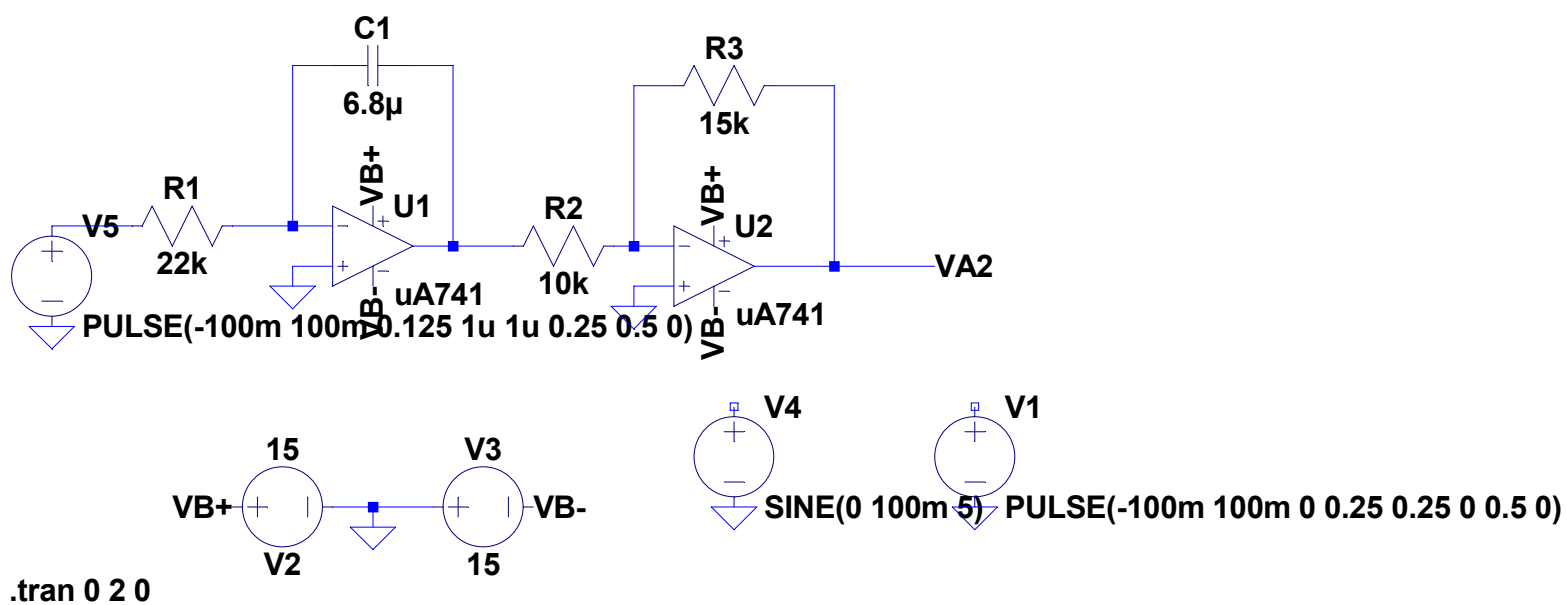 C1
6.8µ
R3
15k
VB+
VB+
R1
U1
R2
U2
V5
22k
10k
VA2
uA741
uA741
VB-
VB-
PULSE(-100m 100m 0.125 1u 1u 0.25 0.5 0)
V4
V1
15
V3
VB+
VB-
SINE(0 100m 5)
PULSE(-100m 100m 0 0.25 0.25 0 0.5 0)
V2
15
.tran 0 2 0